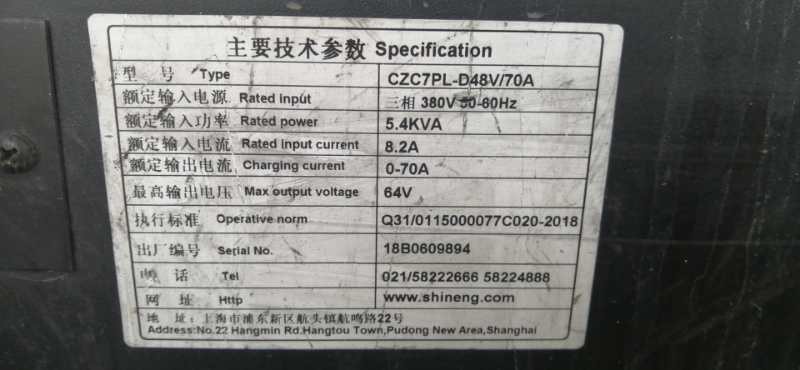 主要技术参数 Specification
型 号 Type CZC7PL-D48V/70A
额定输入电源 Rated input 三相 380V 50-60Hz
额定输入功率 Rated power 5.4KVA
额定输入电流 Rated input current 8.2A
额定输出电流 Charging current 0-70A
最高输出电压 Max output voltage 64V
执行标准 Operative norm Q31/0115000077C020-2018
出厂编号 Serial No. 18B0609894
电 话 Tel 021/58222666 58224888
网 址 Http www.shineng.com
地 址:上海市浦东新区航头镇航鸣路22号
Address:No.22 Hangmin Rd.Hangtou Town,Pudong New Area,Shanghai